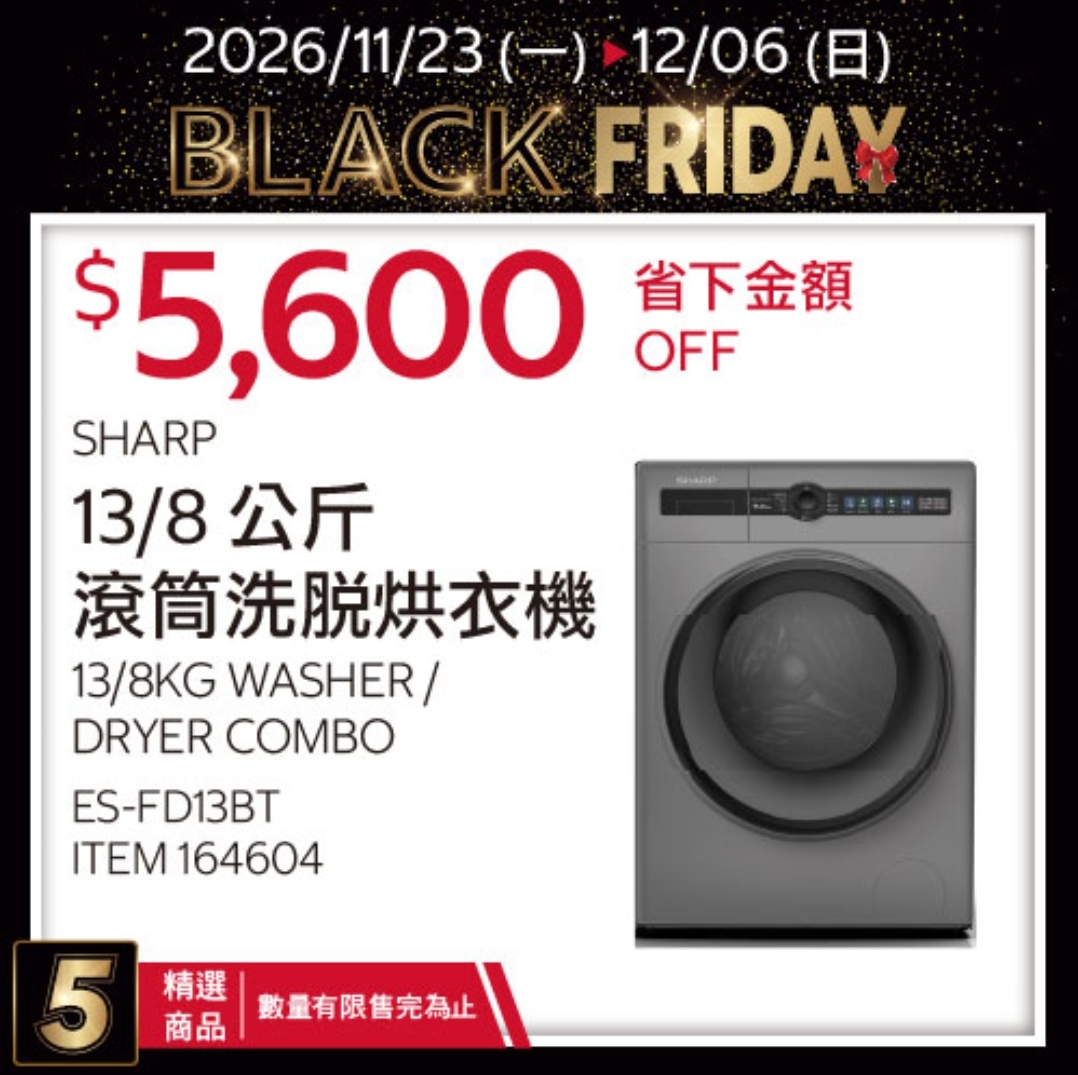 2026/11/23 (一) ▶ 12/06 (日)
BLACK FRIDAY
$5,600
省下金額
OFF
SHARP
13/8 公斤
滾筒洗脫烘衣機
13/8KG WASHER /
DRYER COMBO
ES-FD13BT
ITEM 164604
SHARP
5
精選
商品
數量有限售完為止